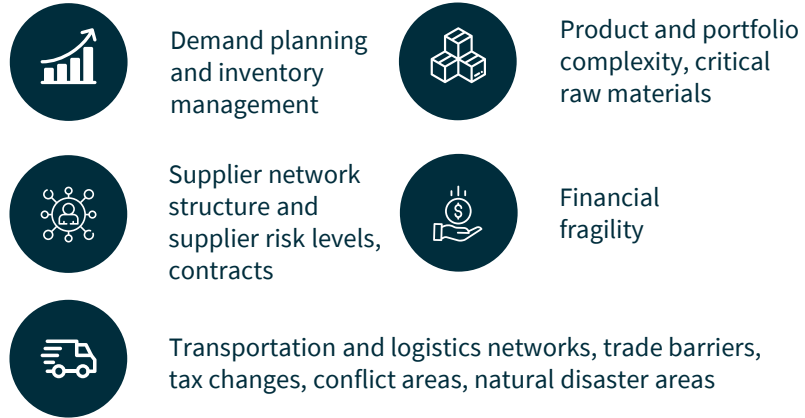 Demand planning
and inventory
management
Product and portfolio
complexity, critical
raw materials
Supplier network
structure and
supplier risk levels,
contracts
$
Financial
fragility
Transportation and logistics networks, trade barriers,
tax changes, conflict areas, natural disaster areas